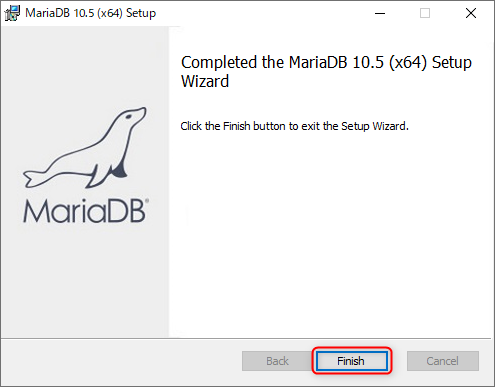 MariaDB 10.5 (x64) Setup
Completed the MariaDB 10.5 (x64) Setup
Wizard
Click the Finish button to exit the Setup Wizard.
MariaDB®
Back
Finish
Cancel